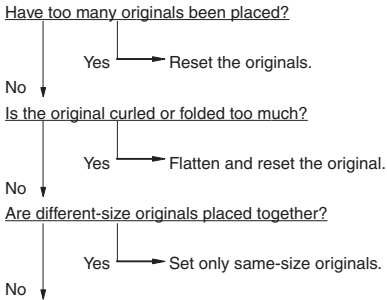 Have too many originals been placed?
Yes Reset the originals.
No
Is the original curled or folded too much?
Yes Flatten and reset the original.
No
Are different-size originals placed together?
Yes Set only same-size originals.
No